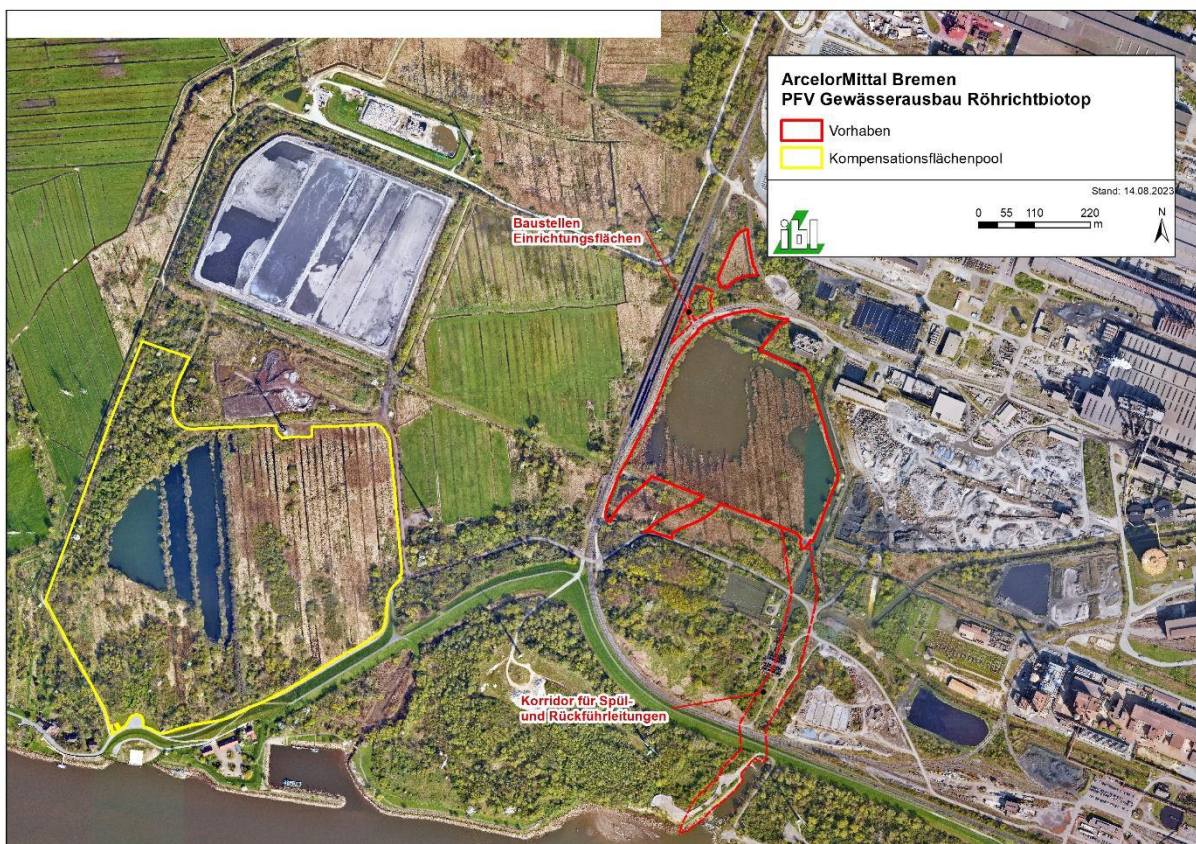 ArcelorMittal Bremen
PFV Gewässerausbau Röhrichtbiotop
Vorhaben
Kompensationsflächenpool
Stand: 14.08.2023
0 55 110 220
m
N
ibl
Baustellen
Einrichtungsflächen
Korridor für Spül-
und Rückführleitungen